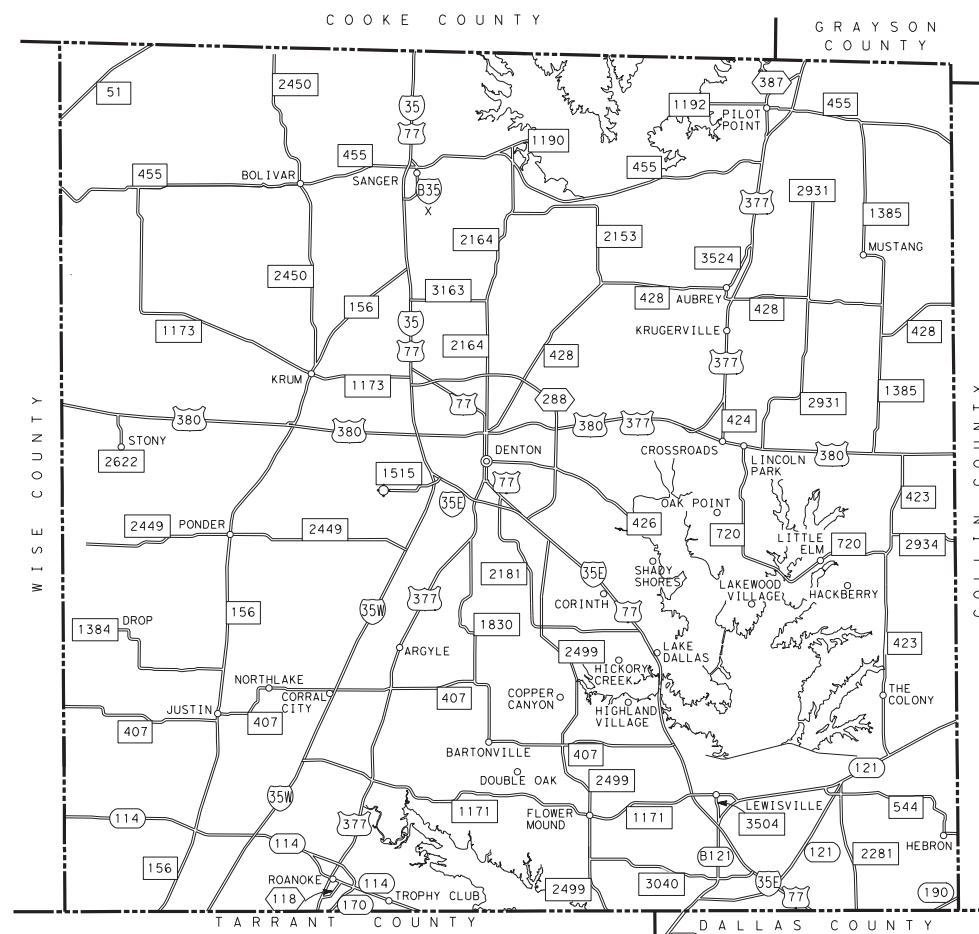 COOKE COUNTY
GRAYSON
COUNTY
51
2450
35
77
387
1192
PILOT
POINT
455
1190
455
455
BOLIVAR
SANGER
B35
X
455
377
2931
1385
2164
2153
MUSTANG
3524
2450
156
3163
428
AUBREY
428
35
77
2164
428
KRUGERVILLE
428
1173
377
KRUM
1173
77
288
2931
1385
380
380
380
377
424
STONY
2622
DENTON
CROSSROADS
LINCOLN
PARK
380
WISE COUNTY
COLLIN COUNTY
1515
77
35E
OAK POINT
423
2449
PONDER
2449
426
720
LITTLE
ELM
720
2934
2181
35E
SHADY
SHORES
LAKEWOOD
VILLAGE
HACKBERRY
377
CORINTH
77
35W
156
1384
DROP
1830
ARGYLE
2499
LAKE
DALLAS
423
HICKORY
CREEK
NORTHLAKE
CORRAL
CITY
407
COPPER
CANYON
HIGHLAND
VILLAGE
THE
COLONY
JUSTIN
407
407
BARTONVILLE
407
121
DOUBLE OAK
2499
35W
1171
FLOWER
MOUND
1171
LEWISVILLE
3504
544
114
377
114
HEBRON
156
B121
121
2281
ROANOKE
114
118
TROPHY CLUB
170
2499
3040
35E
77
190
TARRANT COUNTY
DALLAS COUNTY